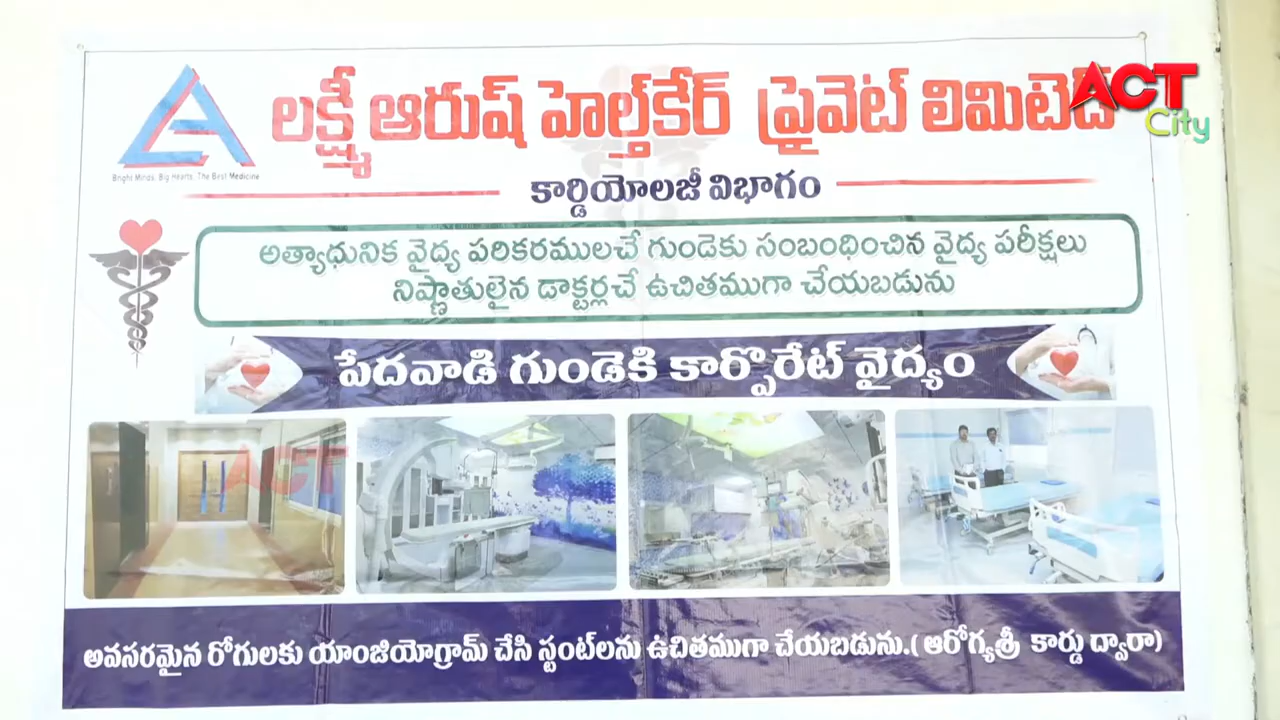 లక్ష్మీ ఆరుష్ హెల్త్‌కేర్ ప్రైవెట్ లిమిటెడ్
ACT
City
Bright Minds. Big Hearts. The Best Medicine
కార్డియోలజీ విభాగం
అత్యాధునిక వైద్య పరికరములచే గుండెకు సంబంధించిన వైద్య పరీక్షలు
నిష్ణాతులైన డాక్టర్లచే ఉచితముగా చేయబడును
పేదవాడి గుండెకి కార్పొరేట్ వైద్యం
ACT
అవసరమైన రోగులకు యాంజియోగ్రామ్ చేసి స్టంట్‌లను ఉచితముగా చేయబడును.( ఆరోగ్యశ్రీ కార్డు ద్వారా)